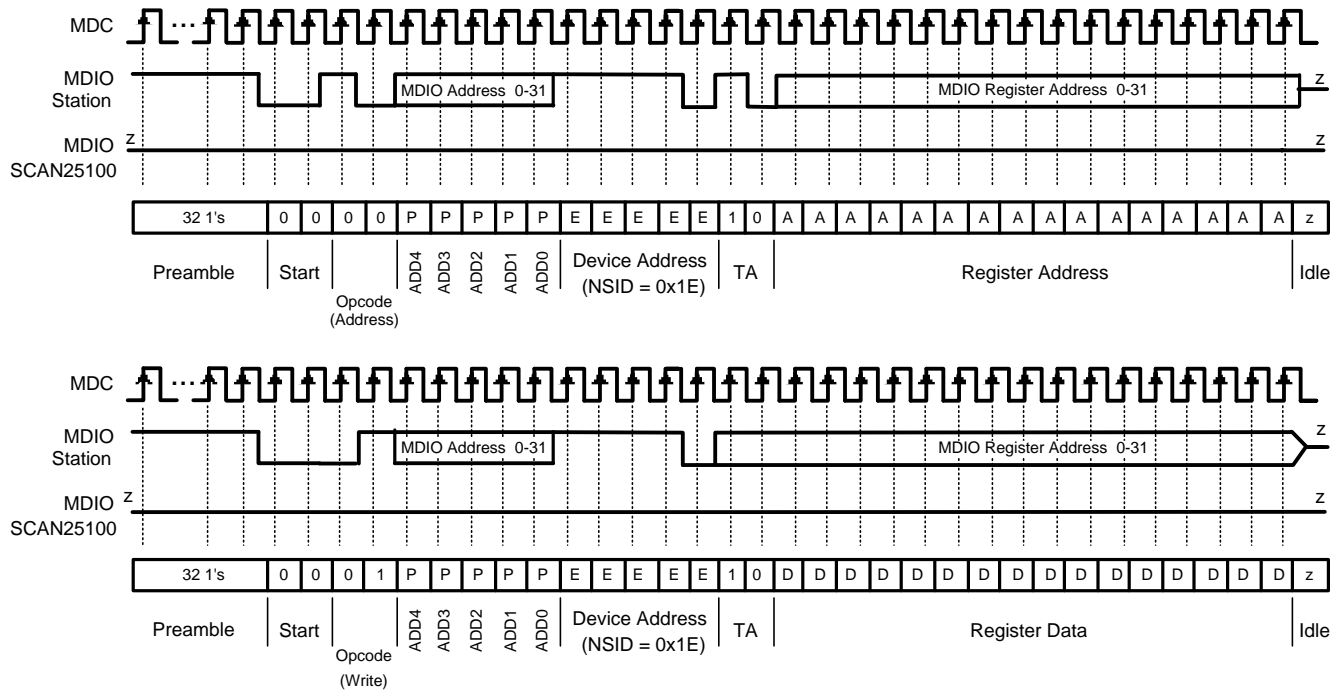 MDC
MDIO Station
MDIO Address 0-31
MDIO Register Address 0-31
z
z MDIO SCAN25100
z
32 1's 0 0 0 0 P P P P P E E E E E 1 0 A A A A A A A A A A A A A A A A z
Preamble Start Opcode (Address) ADD4 ADD3 ADD2 ADD1 ADD0 Device Address (NSID = 0x1E) TA Register Address Idle
MDC
MDIO Station
MDIO Address 0-31
MDIO Register Address 0-31
z
MDIO z SCAN25100
z
32 1's 0 0 0 1 P P P P P E E E E E 1 0 D D D D D D D D D D D D D D D D z
Preamble Start Opcode (Write) ADD4 ADD3 ADD2 ADD1 ADD0 Device Address (NSID = 0x1E) TA Register Data Idle